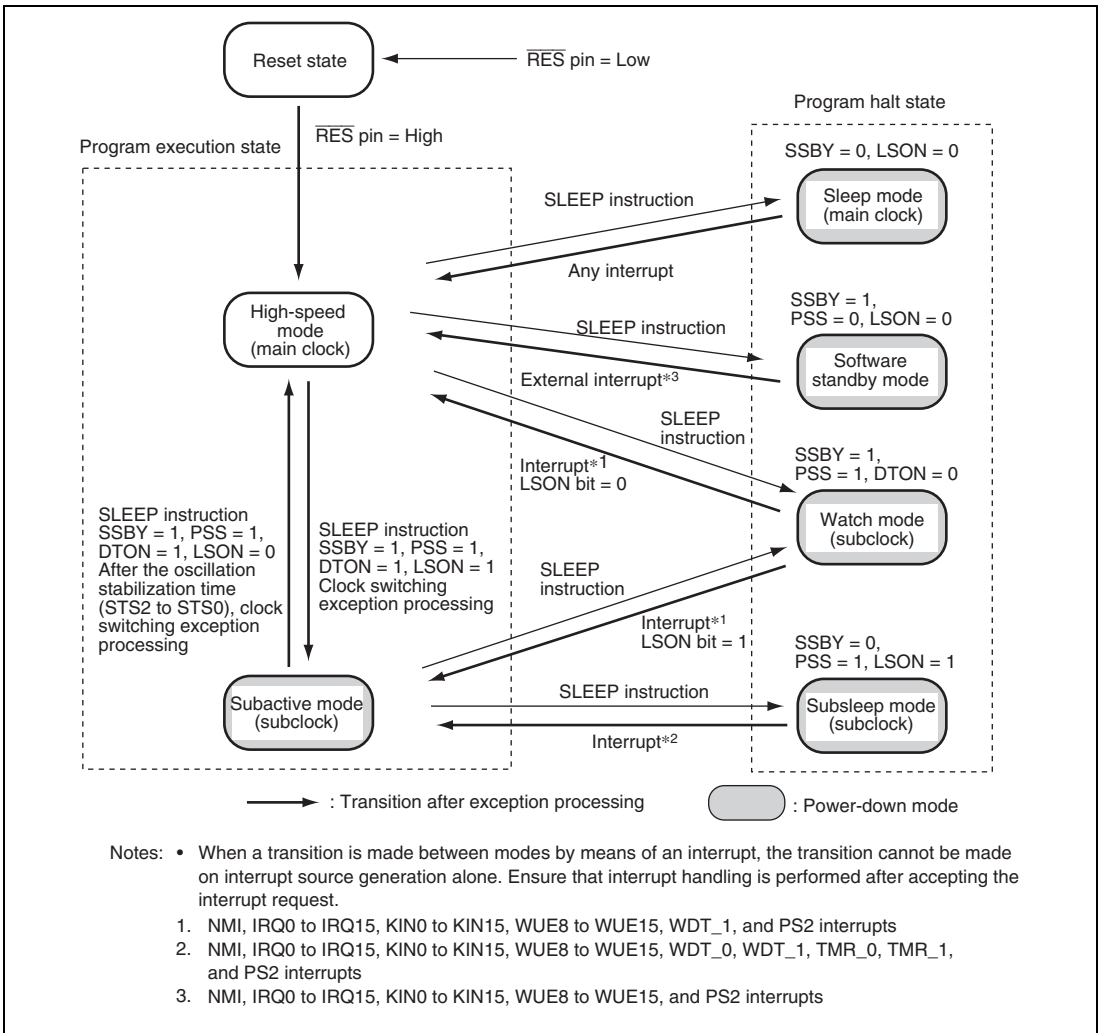 Reset state
RES pin = Low
Program halt state
RES pin = High
Program execution state
SSBY = 0, LSON = 0
SLEEP instruction
Sleep mode
(main clock)
Any interrupt
High-speed
mode
(main clock)
SSBY = 1,
PSS = 0, LSON = 0
SLEEP instruction
Software
standby mode
External interrupt*3
SLEEP
instruction
Interrupt*1
LSON bit = 0
SSBY = 1,
PSS = 1, DTON = 0
Watch mode
(subclock)
SLEEP instruction
SSBY = 1, PSS = 1,
DTON = 1, LSON = 0
After the oscillation
stabilization time
(STS2 to STS0), clock
switching exception
processing
SLEEP instruction
SSBY = 1, PSS = 1,
DTON = 1, LSON = 1
Clock switching
exception processing
SLEEP
instruction
Interrupt*1
LSON bit = 1
SSBY = 0,
PSS = 1, LSON = 1
Subactive mode
(subclock)
SLEEP instruction
Subsleep mode
(subclock)
Interrupt*2
: Transition after exception processing
: Power-down mode
Notes: • When a transition is made between modes by means of an interrupt, the transition cannot be made
on interrupt source generation alone. Ensure that interrupt handling is performed after accepting the
interrupt request.
1. NMI, IRQ0 to IRQ15, KIN0 to KIN15, WUE8 to WUE15, WDT_1, and PS2 interrupts
2. NMI, IRQ0 to IRQ15, KIN0 to KIN15, WUE8 to WUE15, WDT_0, WDT_1, TMR_0, TMR_1,
and PS2 interrupts
3. NMI, IRQ0 to IRQ15, KIN0 to KIN15, WUE8 to WUE15, and PS2 interrupts